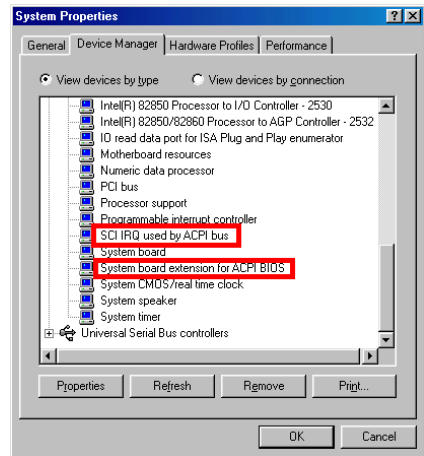 System Properties
General Device Manager Hardware Profiles Performance
View devices by type View devices by connection
Intel(R) 82850 Processor to I/O Controller - 2530
Intel(R) 82850/82860 Processor to AGP Controller - 2532
IO read data port for ISA Plug and Play enumerator
Motherboard resources
Numeric data processor
PCI bus
Processor support
Programmable interrupt controller
SCI IRQ used by ACPI bus
System board
System board extension for ACPI BIOS
System CMOS/real time clock
System speaker
System timer
Universal Serial Bus controllers
Properties Refresh Remove Print...
OK Cancel